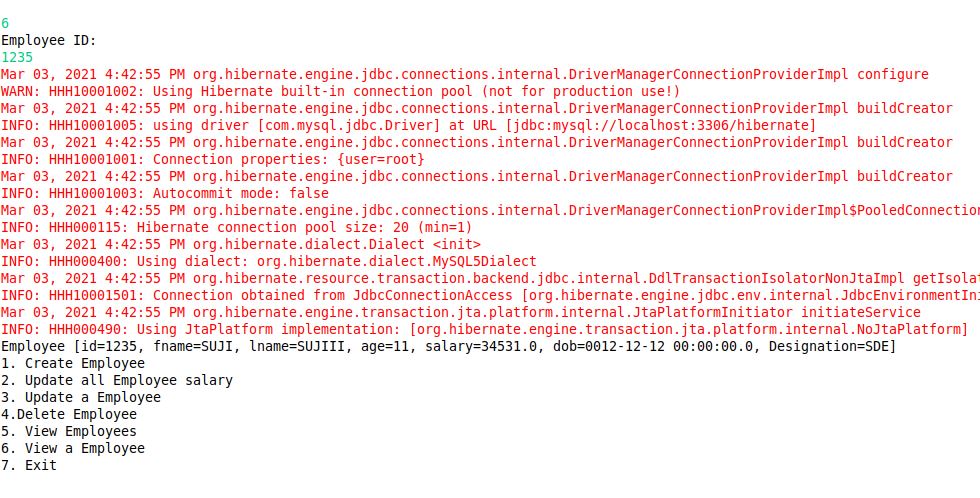 6
Employee ID:
1235
Mar 03, 2021 4:42:55 PM org.hibernate.engine.jdbc.connections.internal.DriverManagerConnectionProviderImpl configure
WARN: HHH10001002: Using Hibernate built-in connection pool (not for production use!)
Mar 03, 2021 4:42:55 PM org.hibernate.engine.jdbc.connections.internal.DriverManagerConnectionProviderImpl buildCreator
INFO: HHH10001005: using driver [com.mysql.jdbc.Driver] at URL [jdbc:mysql://localhost:3306/hibernate]
Mar 03, 2021 4:42:55 PM org.hibernate.engine.jdbc.connections.internal.DriverManagerConnectionProviderImpl buildCreator
INFO: HHH10001001: Connection properties: {user=root}
Mar 03, 2021 4:42:55 PM org.hibernate.engine.jdbc.connections.internal.DriverManagerConnectionProviderImpl buildCreator
INFO: HHH10001003: Autocommit mode: false
Mar 03, 2021 4:42:55 PM org.hibernate.engine.jdbc.connections.internal.DriverManagerConnectionProviderImpl$PooledConnection
INFO: HHH000115: Hibernate connection pool size: 20 (min=1)
Mar 03, 2021 4:42:55 PM org.hibernate.dialect.Dialect <init>
INFO: HHH000400: Using dialect: org.hibernate.dialect.MySQL5Dialect
Mar 03, 2021 4:42:55 PM org.hibernate.resource.transaction.backend.jdbc.internal.DdlTransactionIsolatorNonJtaImpl getIsolat
INFO: HHH10001501: Connection obtained from JdbcConnectionAccess [org.hibernate.engine.jdbc.env.internal.JdbcEnvironmentIni
Mar 03, 2021 4:42:55 PM org.hibernate.engine.transaction.jta.platform.internal.JtaPlatformInitiator initiateService
INFO: HHH000490: Using JtaPlatform implementation: [org.hibernate.engine.transaction.jta.platform.internal.NoJtaPlatform]
Employee [id=1235, fname=SUJI, lname=SUJIII, age=11, salary=34531.0, dob=0012-12-12 00:00:00.0, Designation=SDE]
1. Create Employee
2. Update all Employee salary
3. Update a Employee
4.Delete Employee
5. View Employees
6. View a Employee
7. Exit